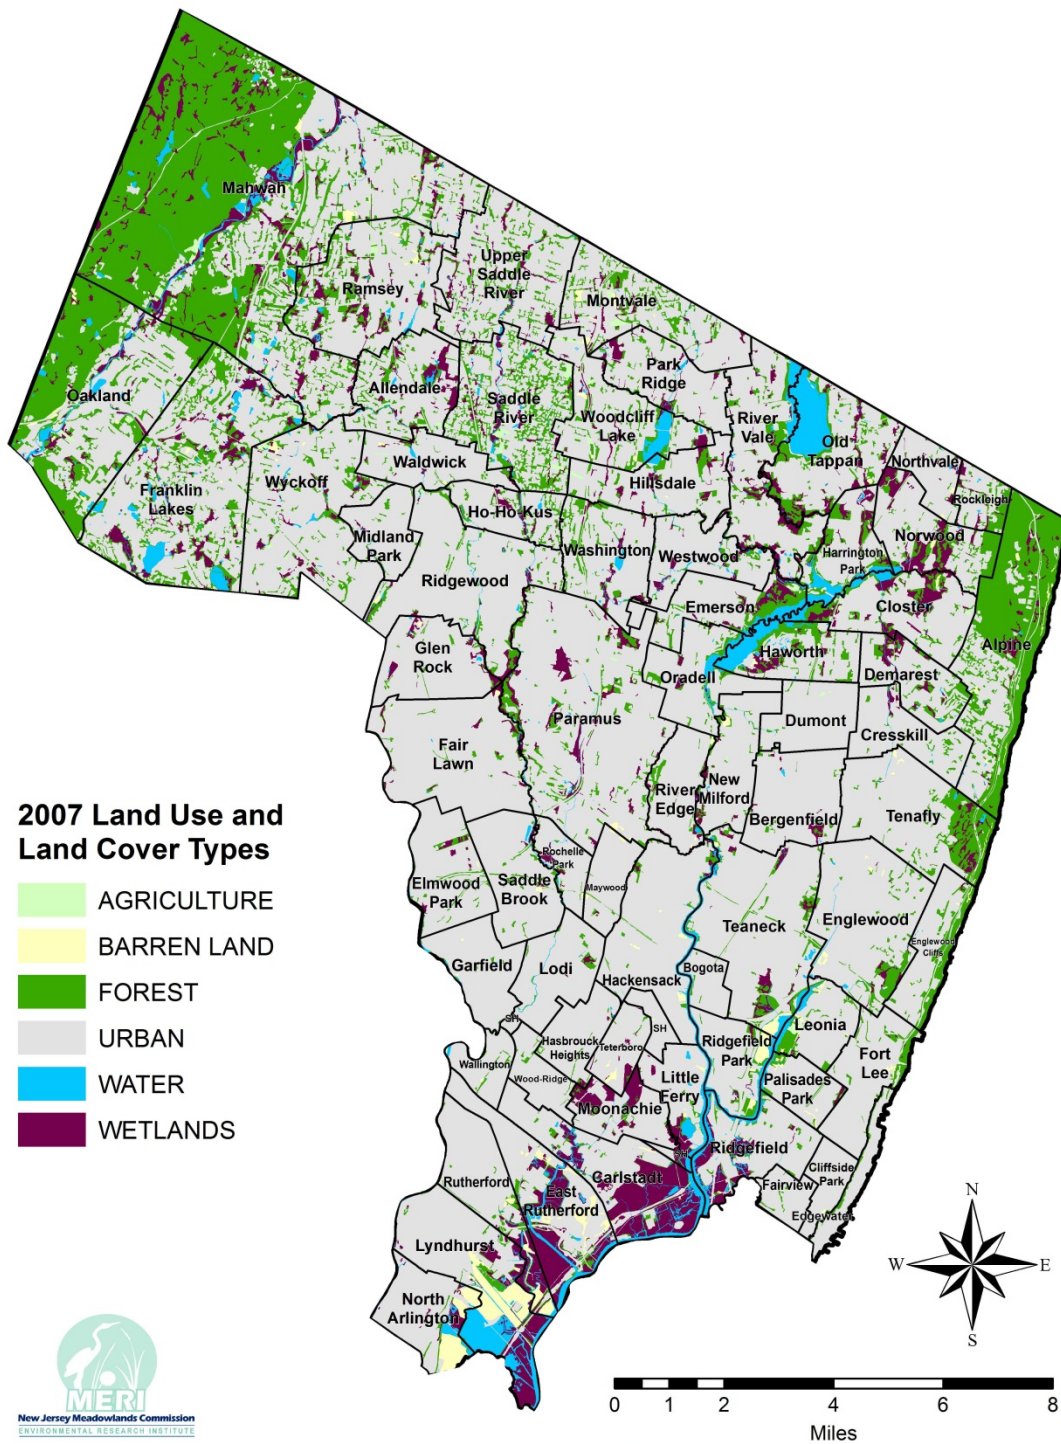 Mahwah
Upper
Saddle
River
Ramsey
Montvale
Park
Ridge
Allendale
Oakland
Saddle
River
Woodcliff
Lake
River
Vale
Old
Tappan
Northvale
Waldwick
Rockleigh
Wyckoff
Hillsdale
Franklin
Lakes
Ho-Ho-Kus
Norwood
Midland
Park
Washington
Westwood
Harrington
Park
Ridgewood
Emerson
Closter
Glen
Rock
Haworth
Alpine
Oradell
Demarest
Paramus
Dumont
Cresskill
Fair
Lawn
River
Edge
New
Milford
Bergenfield
Tenafly
2007 Land Use and
Land Cover Types
AGRICULTURE
BARREN LAND
FOREST
URBAN
WATER
WETLANDS
Rochelle
Park
Elmwood
Park
Saddle
Brook
Maywood
Teaneck
Englewood
Englewood
Cliffs
Garfield
Lodi
Hackensack
Bogota
SH
SH
Leonia
Hasbrouck
Heights
Teterboro
Ridgefield
Park
Fort
Lee
Wallington
Wood-Ridge
Little
Ferry
Palisades
Park
Moonachie
SH
Ridgefield
Carlstadt
Cliffside
Park
Rutherford
East
Rutherford
Fairview
Edgewater
Lyndhurst
North
Arlington
N
W
E
S
MERI
New Jersey Meadowlands Commission
ENVIRONMENTAL RESEARCH INSTITUTE
0 1 2 4 6 8
Miles